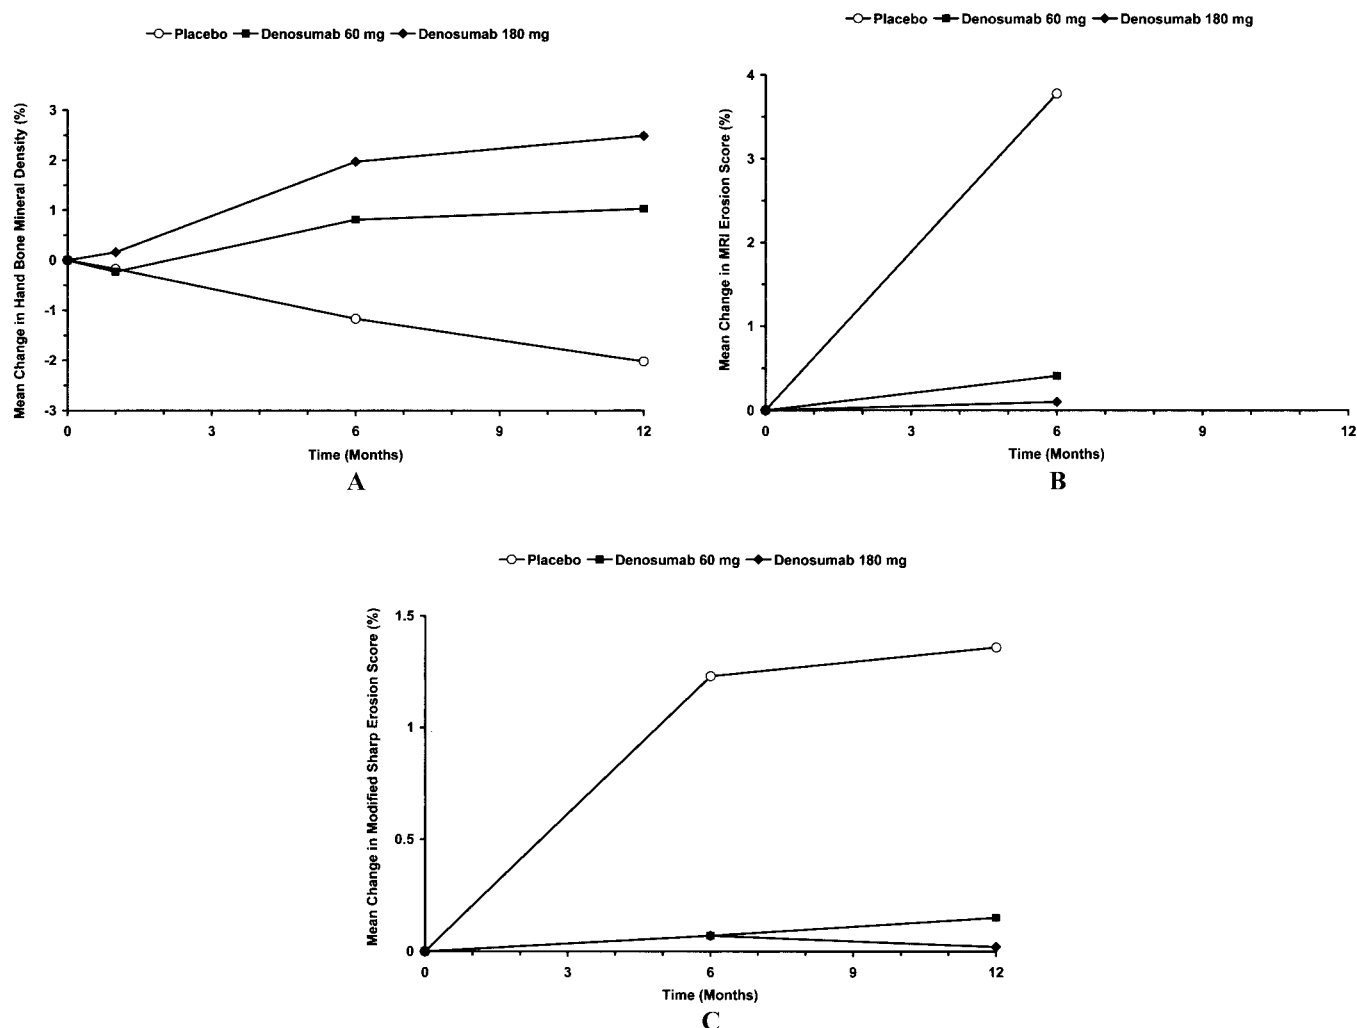 Placebo Denosumab 60 mg Denosumab 180 mg
Mean Change in Hand Bone Mineral Density (%)
3
2
1
0
-1
-2
-3
0 3 6 9 12
Time (Months)
A
Placebo Denosumab 60 mg Denosumab 180 mg
Mean Change in MRI Erosion Score (%)
4
3
2
1
0
0 3 6 9 12
Time (Months)
B
Placebo Denosumab 60 mg Denosumab 180 mg
Mean Change in Modified Sharp Erosion Score (%)
1.5
1
0.5
0
0 3 6 9 12
Time (Months)
C